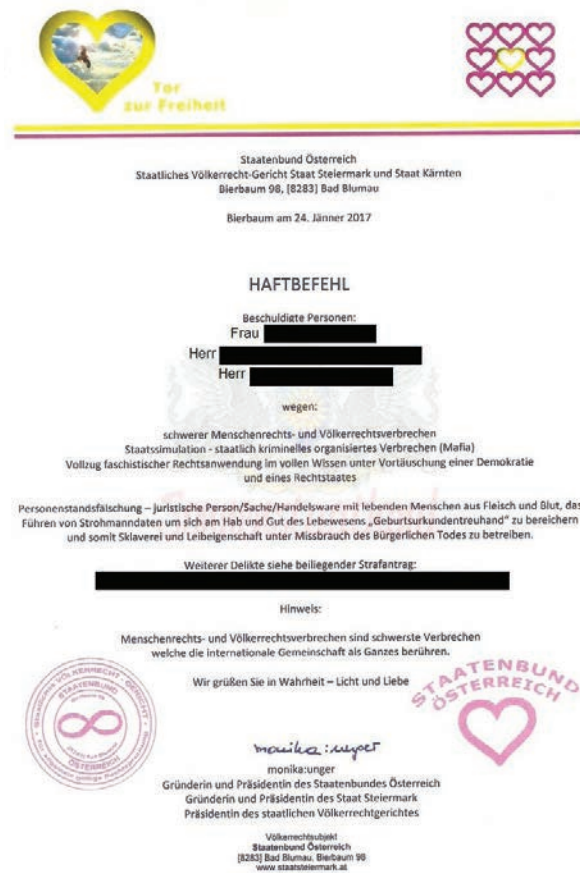 Tor
zur Freiheit
Staatenbund Österreich
Staatliches Völkerrecht-Gericht Staat Steiermark und Staat Kärnten
Bierbaum 98, [8283] Bad Blumau
Bierbaum am 24. Jänner 2017
HAFTBEFEHL
Beschuldigte Personen:
Frau
Herr
Herr
wegen:
schwerer Menschenrechts- und Völkerrechtsverbrechen
Staatssimulation - staatlich kriminelles organisiertes Verbrechen (Mafia)
Vollzug faschistischer Rechtsanwendung im vollen Wissen unter Vortäuschung einer Demokratie
und eines Rechtstaates
Personenstandsfälschung – juristische Person/Sache/Handelsware mit lebenden Menschen aus Fleisch und Blut, das
Führen von Strohmanndaten um sich am Hab und Gut des Lebewesens „Geburtsurkundentreuhand" zu bereichern
und somit Sklaverei und Leibeigenschaft unter Missbrauch des Bürgerlichen Todes zu betreiben.
Weiterer Delikte siehe beiliegender Strafantrag:
Hinweis:
Menschenrechts- und Völkerrechtsverbrechen sind schwerste Verbrechen
welche die internationale Gemeinschaft als Ganzes berühren.
Wir grüßen Sie in Wahrheit – Licht und Liebe
STAATENBUND
ÖSTERREICH
STAATENBUND
ÖSTERREICH
monika:unger
monika:unger
Gründerin und Präsidentin des Staatenbundes Österreich
Gründerin und Präsidentin des Staat Steiermark
Präsidentin des staatlichen Völkerrechtgerichtes
Völkerrechtsubjekt
Staatenbund Österreich
[8283] Bad Blumau, Bierbaum 98
www.staatsteiermark.at